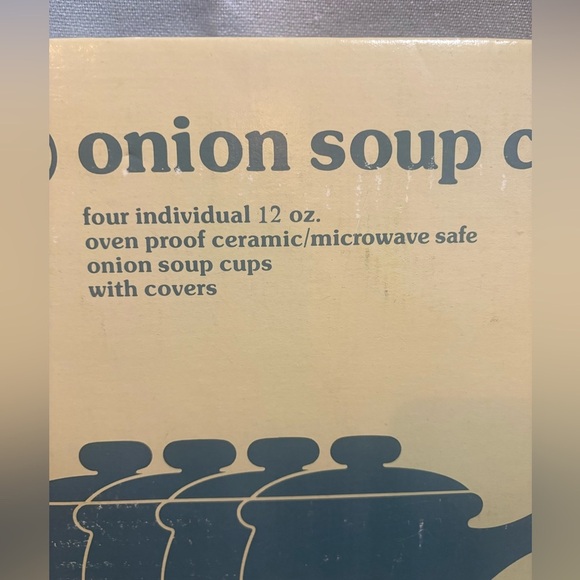 ) onion soup c
four individual 12 oz.
oven proof ceramic/microwave safe
onion soup cups
with covers